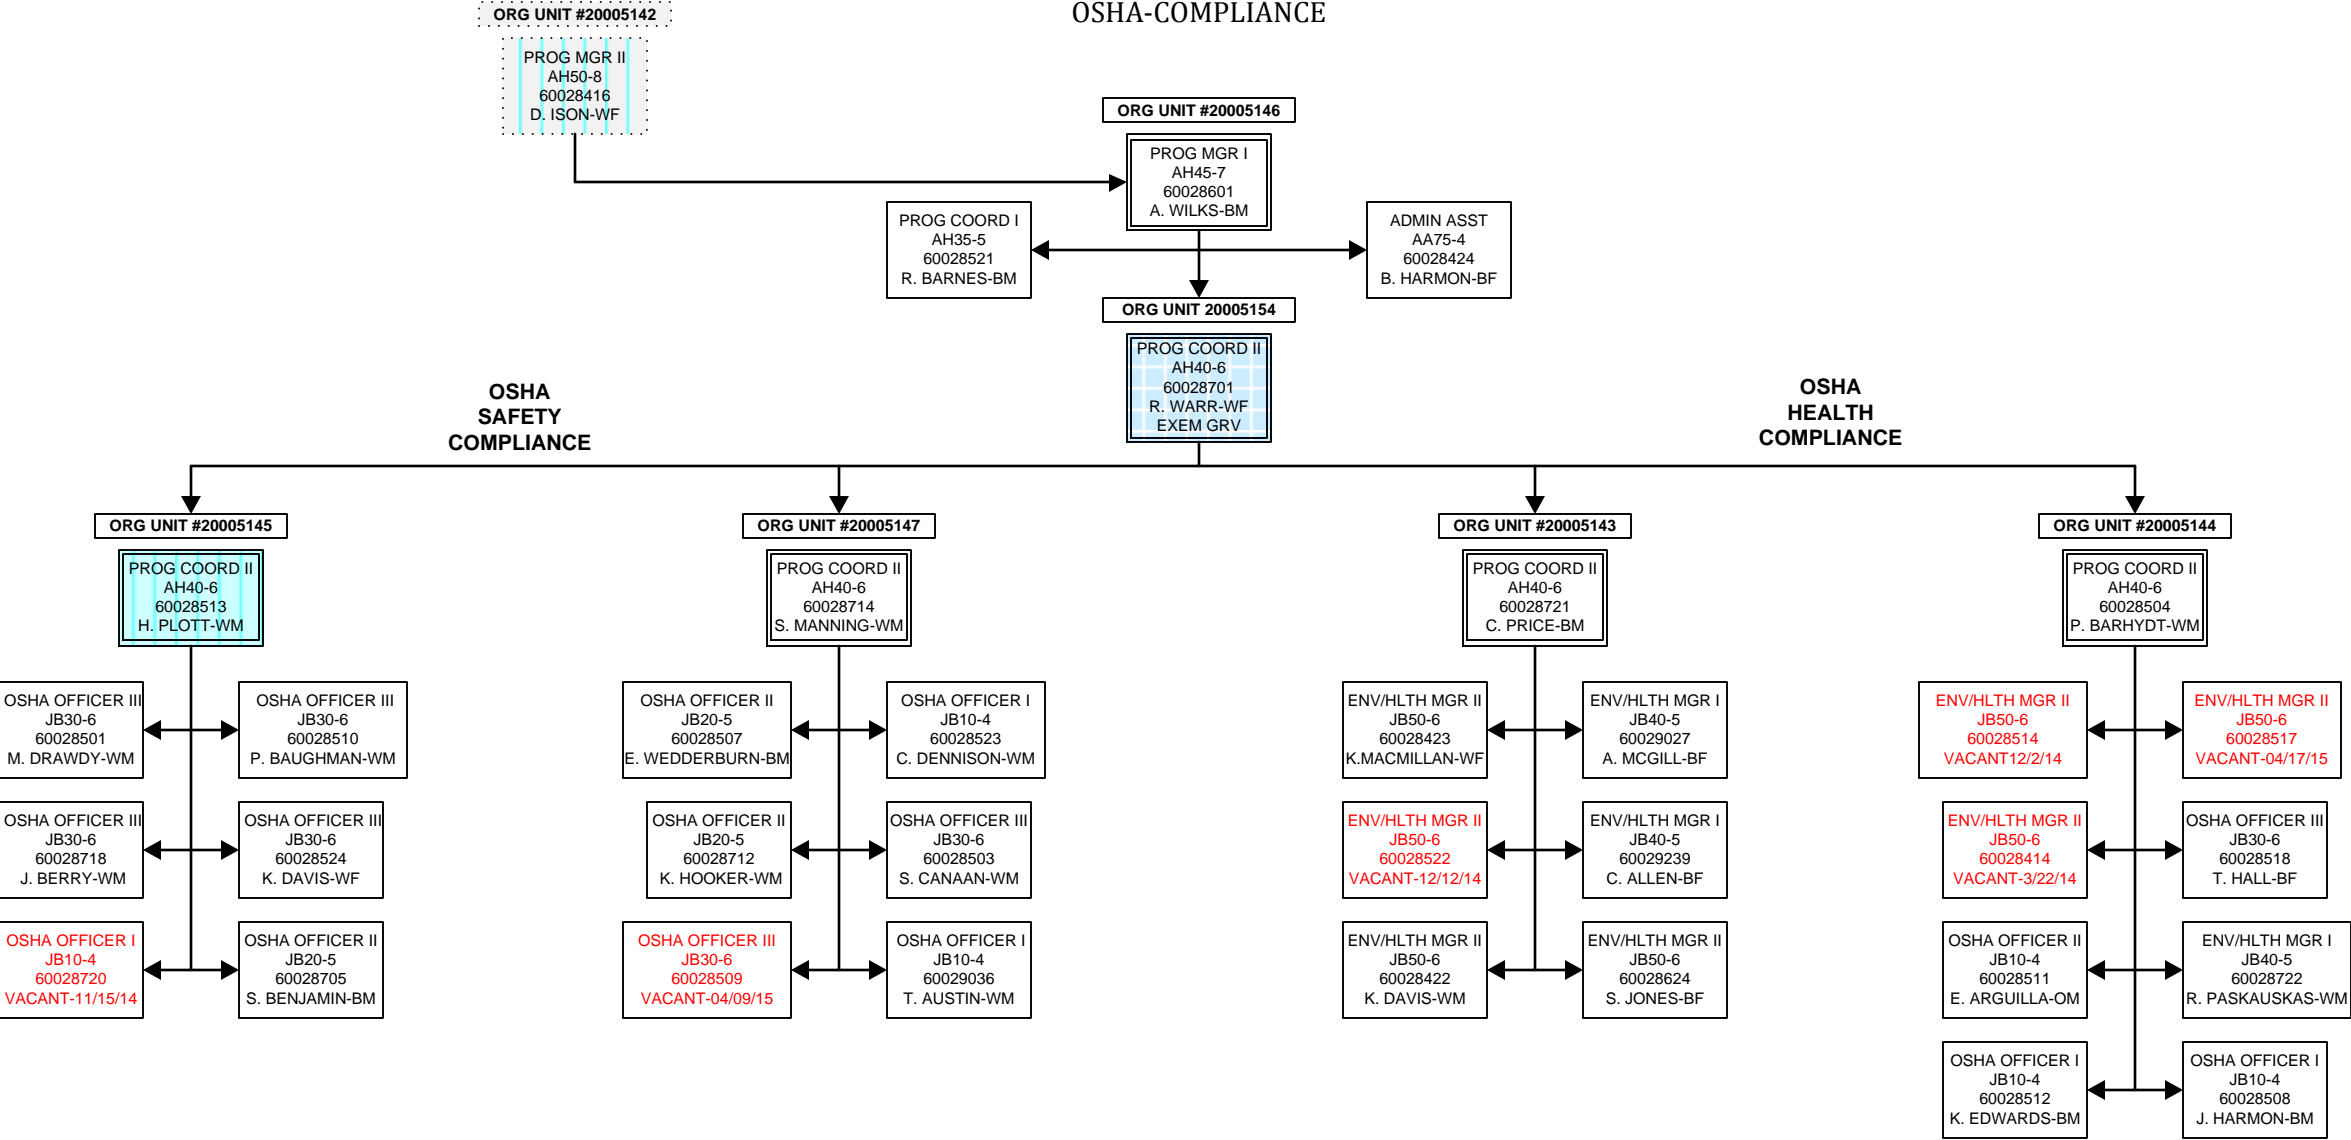 ORG UNIT #20005142
OSHA-COMPLIANCE
PROG MGR II
AH50-8
60028416
D. ISON-WF
ORG UNIT #20005146
PROG MGR I
AH45-7
60028601
A. WILKS-BM
PROG COORD I
AH35-5
60028521
R. BARNES-BM
ADMIN ASST
AA75-4
60028424
B. HARMON-BF
ORG UNIT 20005154
PROG COORD II
AH40-6
60028701
R. WARR-WF
EXEM GRV
OSHA
SAFETY
COMPLIANCE
OSHA
HEALTH
COMPLIANCE
ORG UNIT #20005145
PROG COORD II
AH40-6
60028513
H. PLOTT-WM
OSHA OFFICER III
JB30-6
60028501
M. DRAWDY-WM
OSHA OFFICER III
JB30-6
60028510
P. BAUGHMAN-WM
OSHA OFFICER III
JB30-6
60028718
J. BERRY-WM
OSHA OFFICER III
JB30-6
60028524
K. DAVIS-WF
OSHA OFFICER I
JB10-4
60028720
VACANT-11/15/14
OSHA OFFICER II
JB20-5
60028705
S. BENJAMIN-BM
ORG UNIT #20005147
PROG COORD II
AH40-6
60028714
S. MANNING-WM
OSHA OFFICER II
JB20-5
60028507
E. WEDDERBURN-BM
OSHA OFFICER I
JB10-4
60028523
C. DENNISON-WM
OSHA OFFICER II
JB20-5
60028712
K. HOOKER-WM
OSHA OFFICER III
JB30-6
60028503
S. CANAAN-WM
OSHA OFFICER III
JB30-6
60028509
VACANT-04/09/15
OSHA OFFICER I
JB10-4
60029036
T. AUSTIN-WM
ORG UNIT #20005143
PROG COORD II
AH40-6
60028721
C. PRICE-BM
ENV/HLTH MGR II
JB50-6
60028423
K.MACMILLAN-WF
ENV/HLTH MGR I
JB40-5
60029027
A. MCGILL-BF
ENV/HLTH MGR II
JB50-6
60028522
VACANT-12/12/14
ENV/HLTH MGR I
JB40-5
60029239
C. ALLEN-BF
ENV/HLTH MGR II
JB50-6
60028422
K. DAVIS-WM
ENV/HLTH MGR II
JB50-6
60028624
S. JONES-BF
ORG UNIT #20005144
PROG COORD II
AH40-6
60028504
P. BARHYDT-WM
ENV/HLTH MGR II
JB50-6
60028514
VACANT12/2/14
ENV/HLTH MGR II
JB50-6
60028517
VACANT-04/17/15
ENV/HLTH MGR II
JB50-6
60028414
VACANT-3/22/14
OSHA OFFICER III
JB30-6
60028518
T. HALL-BF
OSHA OFFICER II
JB10-4
60028511
E. ARGUILLA-OM
ENV/HLTH MGR I
JB40-5
60028722
R. PASKAUSKAS-WM
OSHA OFFICER I
JB10-4
60028512
K. EDWARDS-BM
OSHA OFFICER I
JB10-4
60028508
J. HARMON-BM